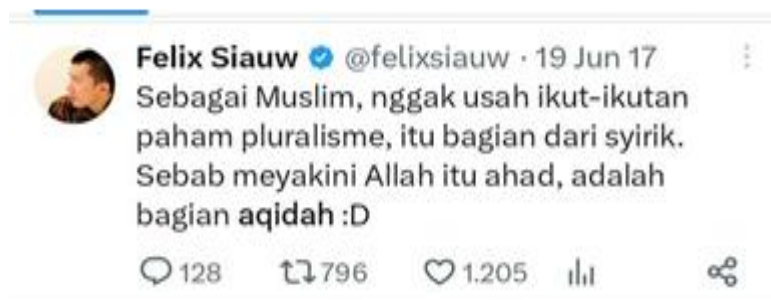 Felix Siauw @felixsiauw · 19 Jun 17
Sebagai Muslim, nggak usah ikut-ikutan
paham pluralisme, itu bagian dari syirik.
Sebab meyakini Allah itu ahad, adalah
bagian aqidah :D
128 796 1.205